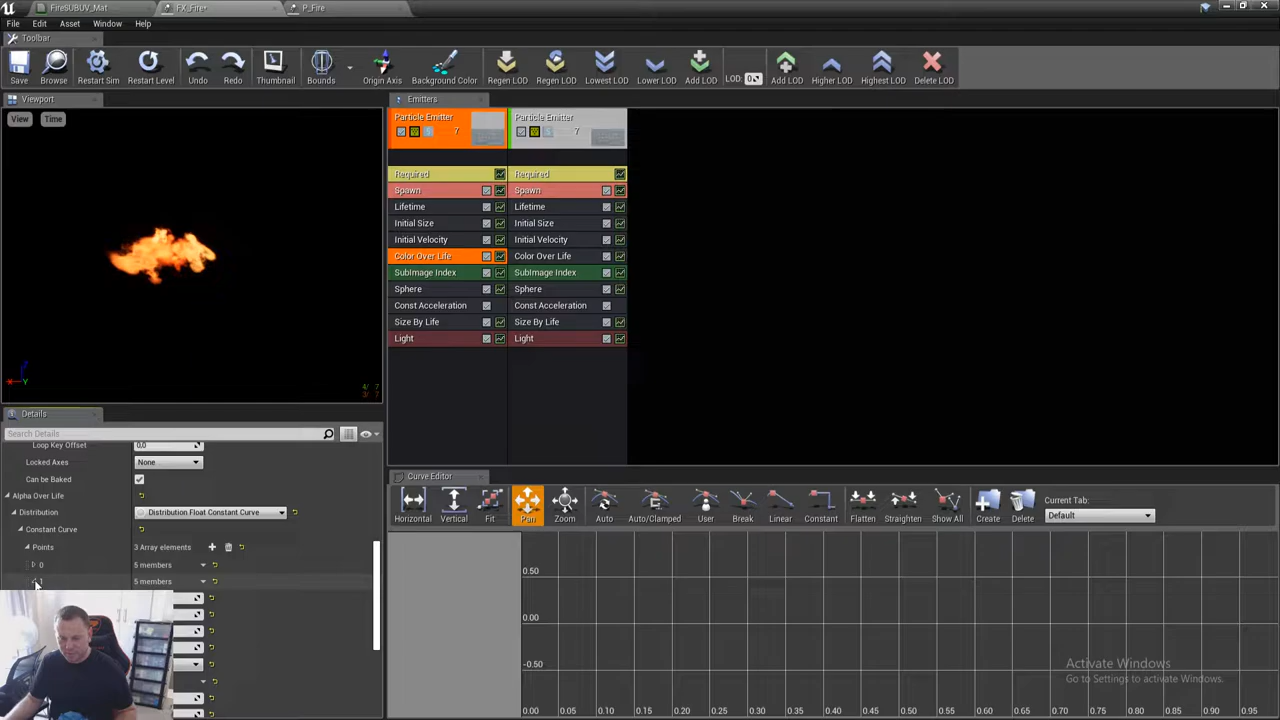 FireSUBUV_Mat FX_Fire* P_Fire
File Edit Asset Window Help
Toolbar
Save Browse Restart Sim Restart Level Undo Redo Thumbnail Bounds Origin Axis Background Color Regen LOD Regen LOD Lowest LOD Lower LOD Add LOD LOD: 0 Add LOD Higher LOD Highest LOD Delete LOD
Viewport
View Time
Emitters
Particle Emitter 7 Particle Emitter 7
Required Required
Spawn Spawn
Lifetime Lifetime
Initial Size Initial Size
Initial Velocity Initial Velocity
Color Over Life Color Over Life
SubImage Index SubImage Index
Sphere Sphere
Const Acceleration Const Acceleration
Size By Life Size By Life
Light Light
4/ 7
3/ 7
Z
X Y
Details
Search Details
Loop Key Offset 0.0
Locked Axes None
Can be Baked
Alpha Over Life
Distribution Distribution Float Constant Curve
Constant Curve
Points 3 Array elements
0 5 members
1 5 members
Curve Editor
Horizontal Vertical Fit Pan Zoom Auto Auto/Clamped User Break Linear Constant Flatten Straighten Show All Create Delete
Current Tab:
Default
0.50
0.00
-0.50
0.00 0.05 0.10 0.15 0.20 0.25 0.30 0.35 0.40 0.45 0.50 0.55 0.60 0.65 0.70 0.75 0.80 0.85 0.90 0.95
Activate Windows
Go to Settings to activate Windows.